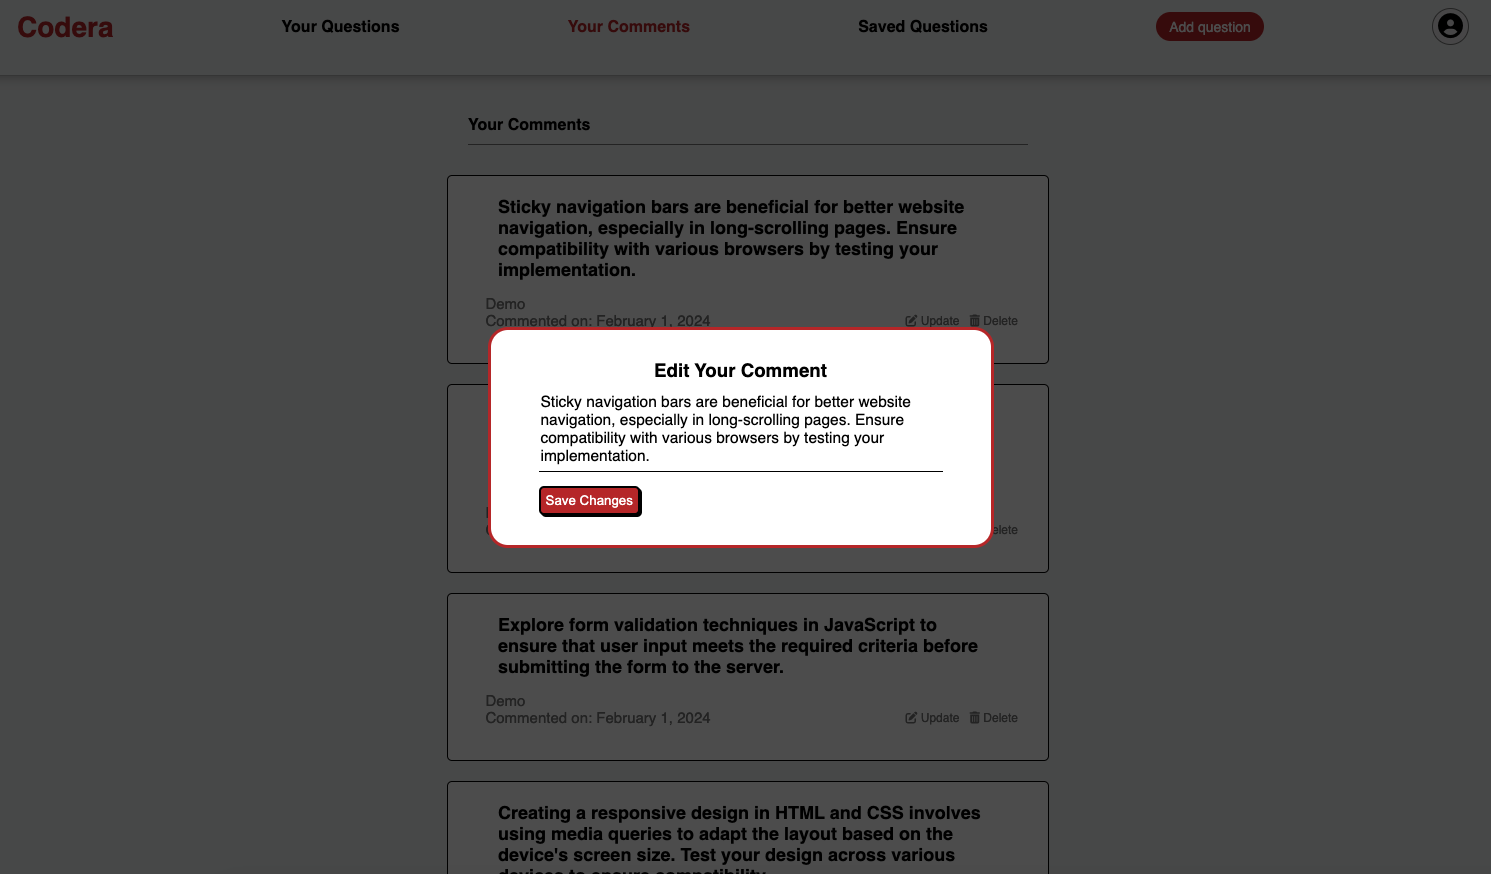 Codera
Your Questions
Your Comments
Saved Questions
Add question
Your Comments
Sticky navigation bars are beneficial for better website
navigation, especially in long-scrolling pages. Ensure
compatibility with various browsers by testing your
implementation.
Demo
Commented on: February 1, 2024
Update
Delete
Edit Your Comment
Sticky navigation bars are beneficial for better website
navigation, especially in long-scrolling pages. Ensure
compatibility with various browsers by testing your
implementation.
Save Changes
elete
Explore form validation techniques in JavaScript to
ensure that user input meets the required criteria before
submitting the form to the server.
Demo
Commented on: February 1, 2024
Update
Delete
Creating a responsive design in HTML and CSS involves
using media queries to adapt the layout based on the
device's screen size. Test your design across various
devices to ensure compatibility.